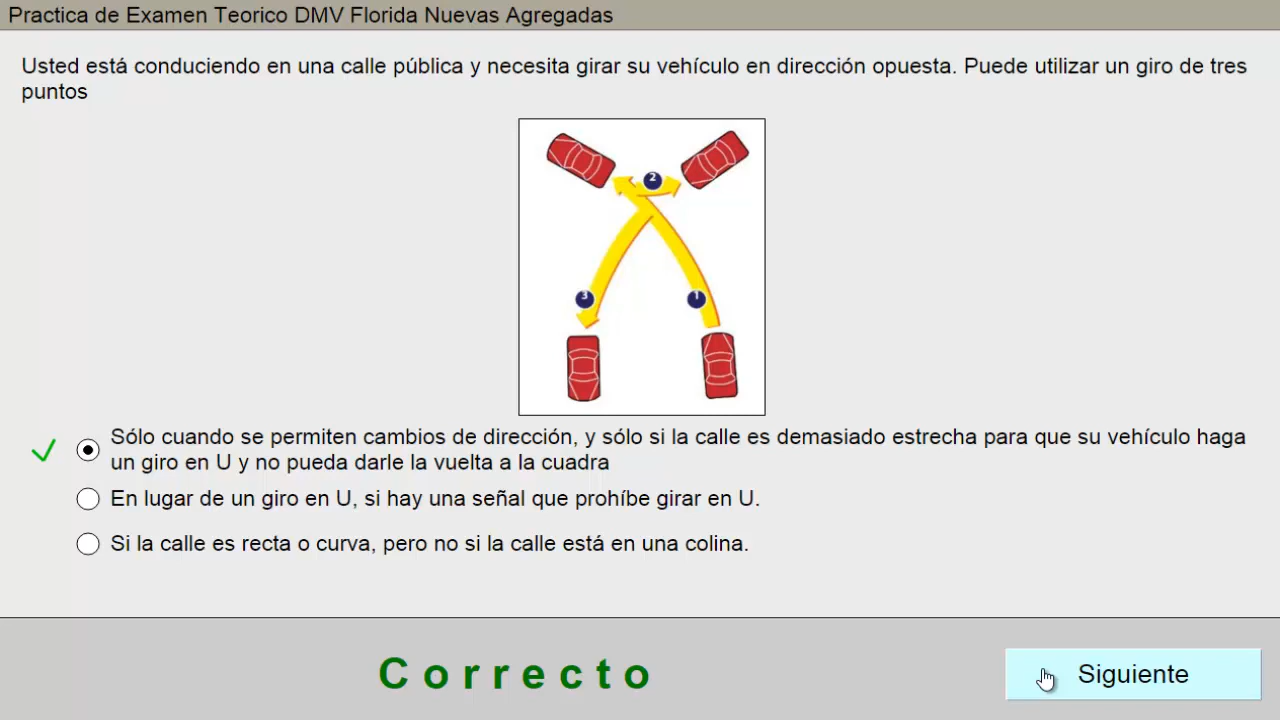 Practica de Examen Teorico DMV Florida Nuevas Agregadas
Usted está conduciendo en una calle pública y necesita girar su vehículo en dirección opuesta. Puede utilizar un giro de tres
puntos
2
3
1
Sólo cuando se permiten cambios de dirección, y sólo si la calle es demasiado estrecha para que su vehículo haga
un giro en U y no pueda darle la vuelta a la cuadra
En lugar de un giro en U, si hay una señal que prohíbe girar en U.
Si la calle es recta o curva, pero no si la calle está en una colina.
Correcto
Siguiente